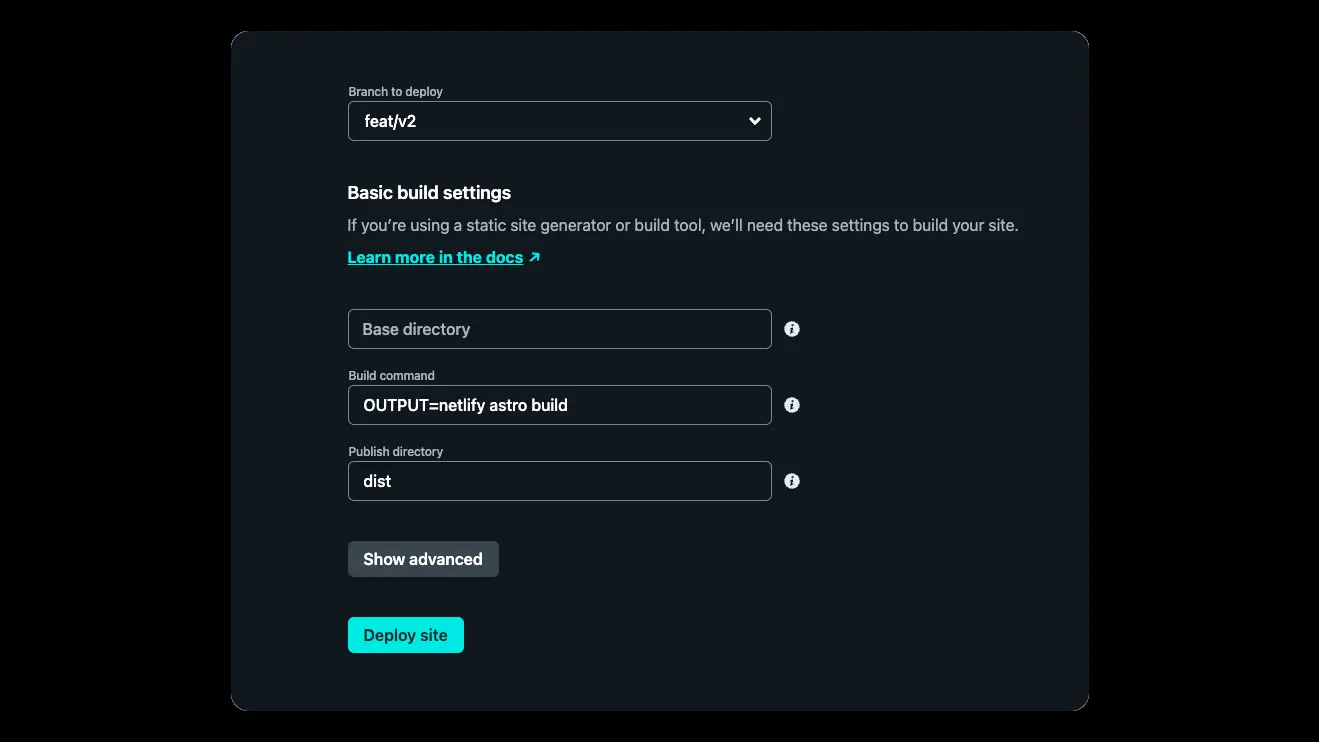 Branch to deploy
feat/v2
Basic build settings
If you’re using a static site generator or build tool, we’ll need these settings to build your site.
Learn more in the docs
Base directory
Build command
OUTPUT=netlify astro build
Publish directory
dist
Show advanced
Deploy site